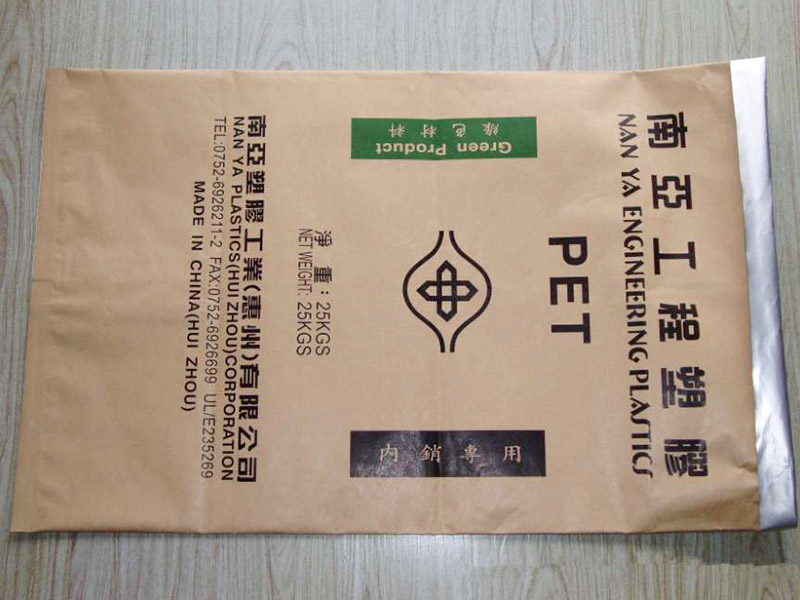 南亞工程塑膠
NAN YA ENGINEERING PLASTICS
PET
綠色材料
Green Product
內銷專用
淨 重：25KGS
NET WEIGHT: 25KGS
南亞塑膠工業(惠州)有限公司
NAN YA PLASTICS(HUI ZHOU)CORPORATION
TEL:0752-6926211-2 FAX:0752-6926699 UL/E235269
MADE IN CHINA(HUI ZHOU)